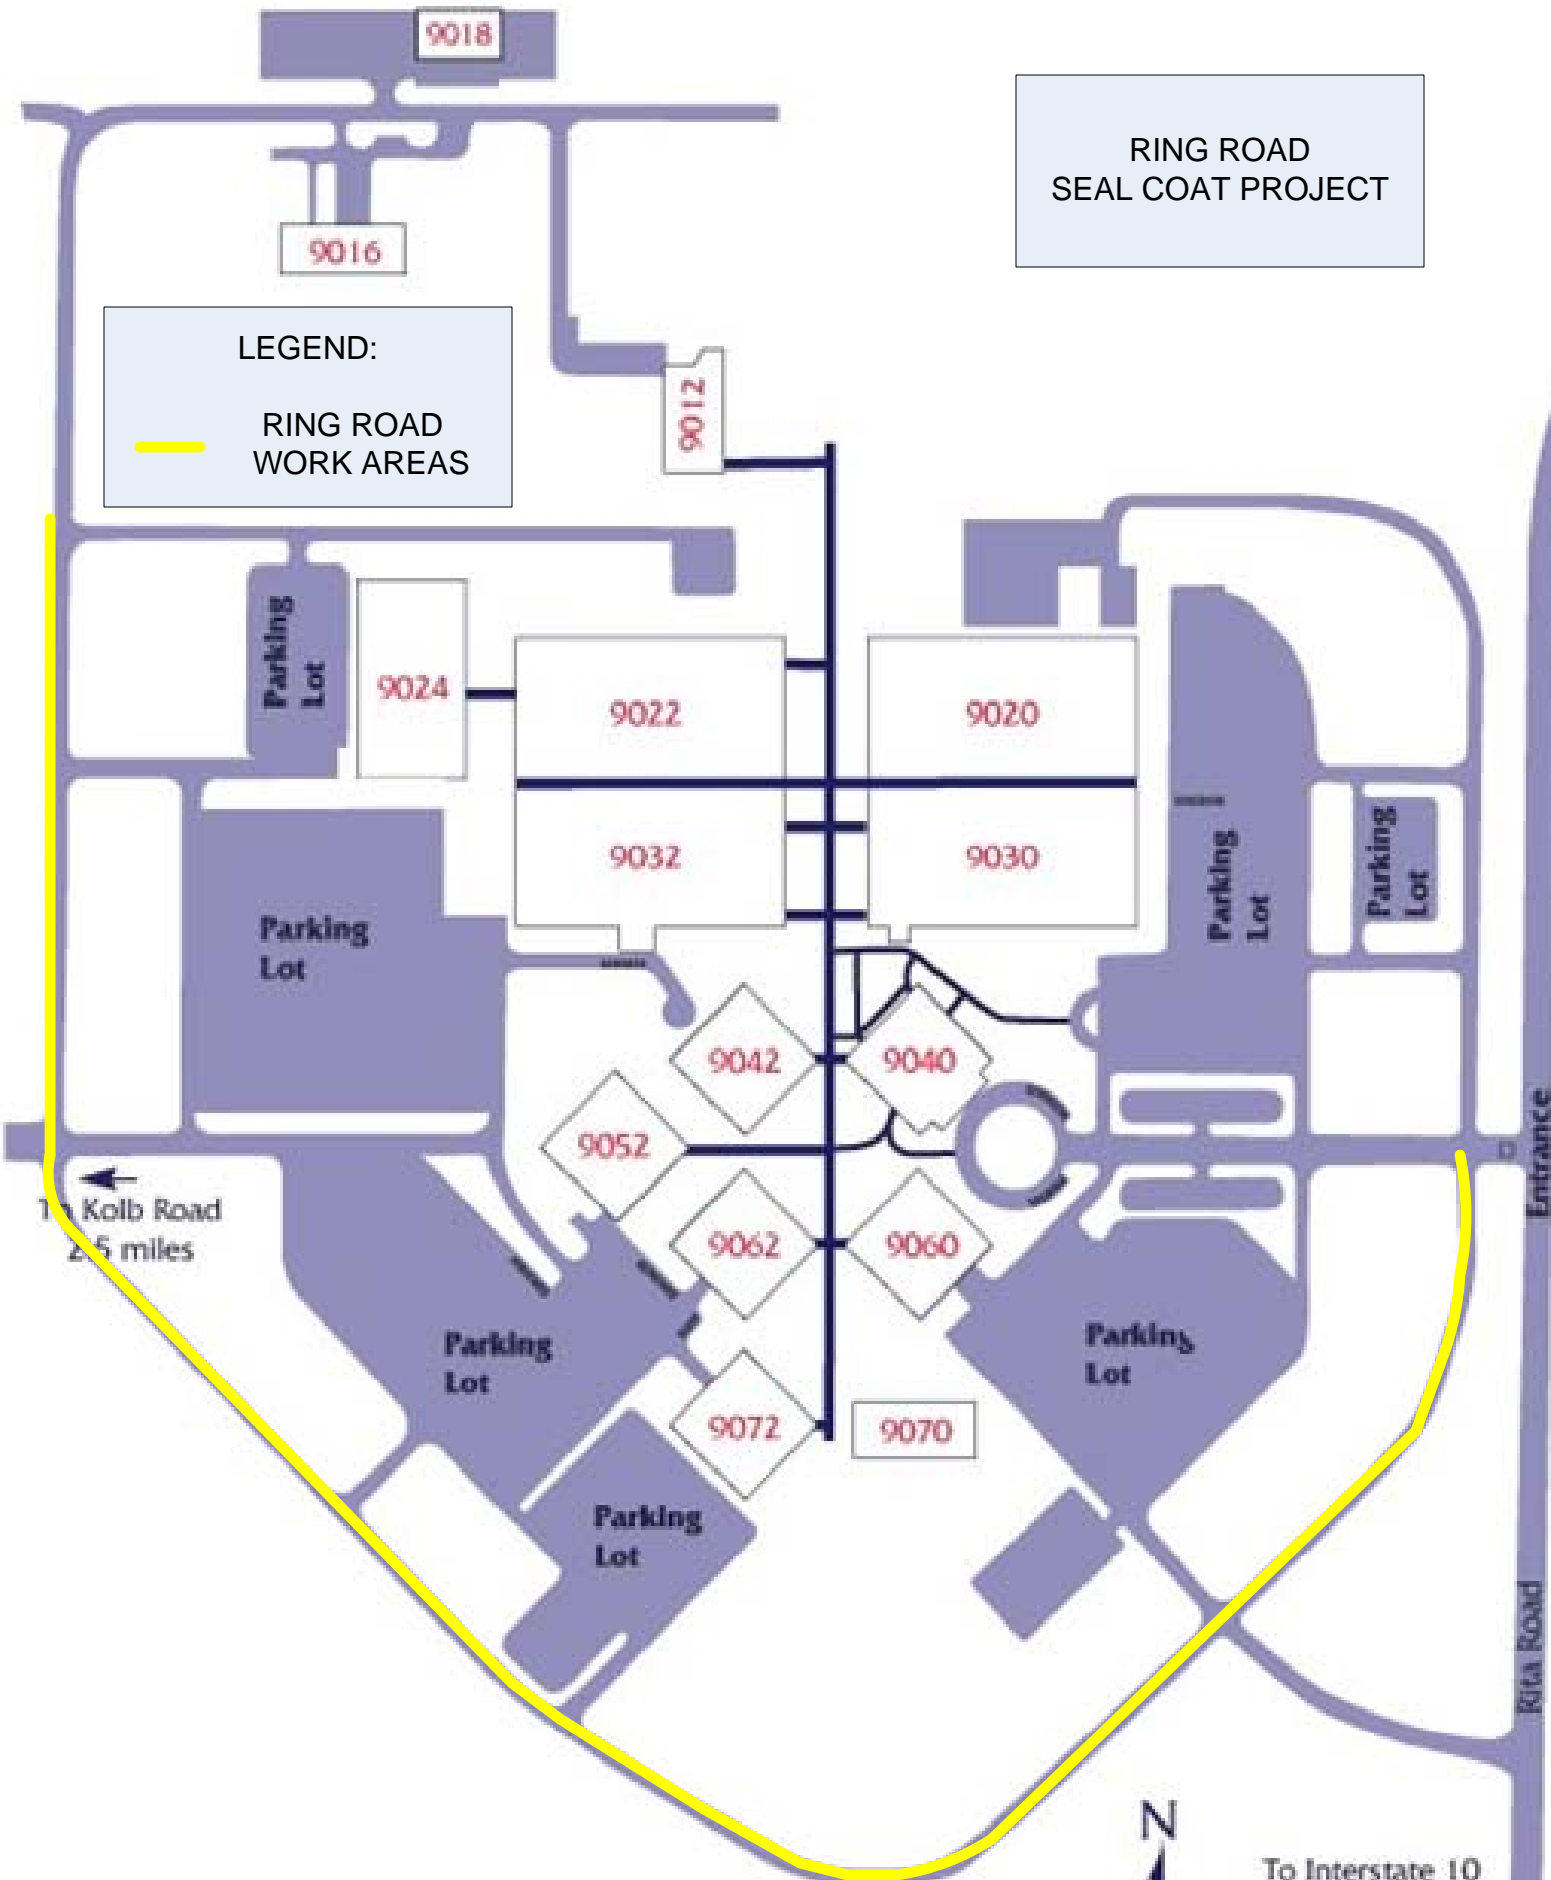 9018
RING ROAD
SEAL COAT PROJECT
9016
LEGEND:
RING ROAD
WORK AREAS
9012
Parking
Lot
9024
9022
9020
9032
9030
Parking
Lot
Parking
Lot
Parking
Lot
9042
9040
9052
Entrance
To Kolb Road
2.5 miles
9062
9060
Parking
Lot
Parking
Lot
9072
9070
Parking
Lot
Rita Road
N
To Interstate 10